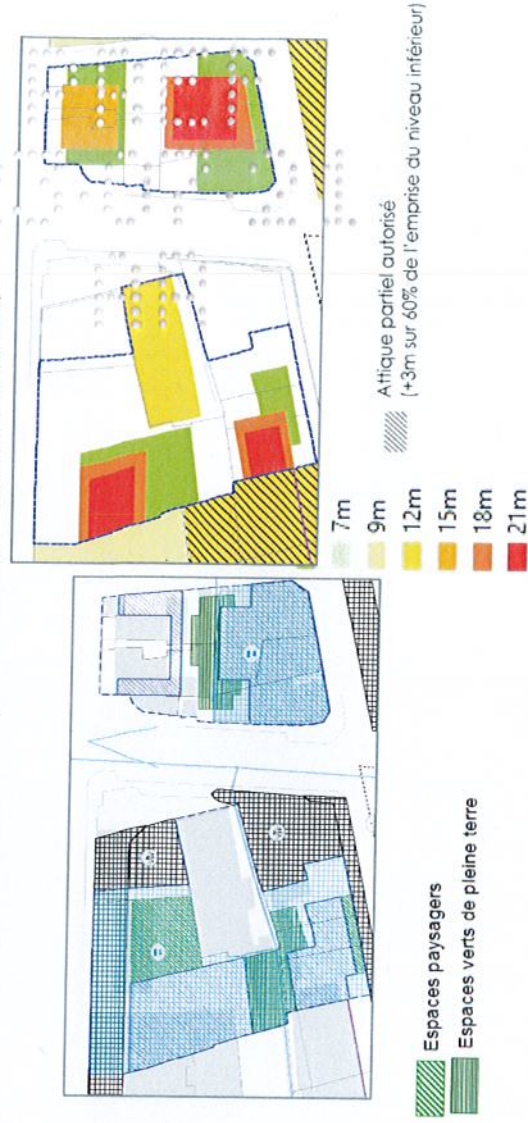 Espaces paysagers
Espaces verts de pleine terre
7m
9m
12m
15m
18m
21m
Attique partiel autorisé
(+3m sur 60% de l'emprise du niveau inférieur)